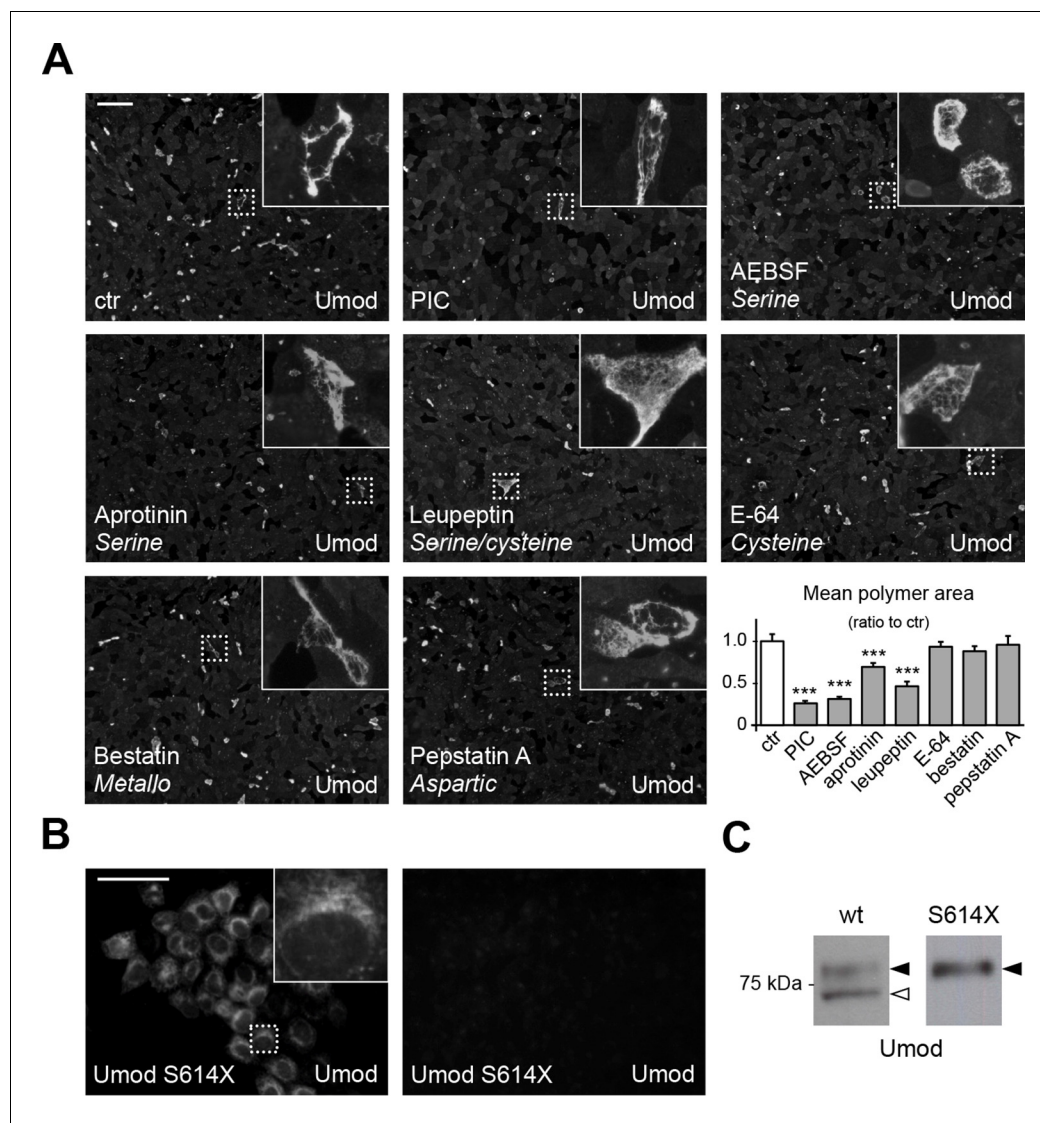 A
ctr
Umod
PIC
Umod
AEBSF
Serine
Umod
Aprotinin
Serine
Umod
Leupeptin
Serine/cysteine
Umod
E-64
Cysteine
Umod
Bestatin
Metallo
Umod
Pepstatin A
Aspartic
Umod
Mean polymer area
(ratio to ctr)
1.0
0.5
0
***
***
***
***
ctr
PIC
AEBSF
aprotinin
leupeptin
E-64
bestatin
pepstatin A
B
Umod S614X
Umod
Umod S614X
Umod
C
wt
S614X
75 kDa
Umod